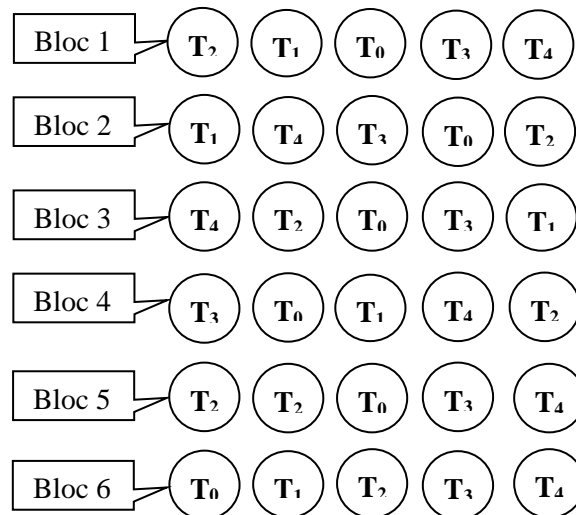 Bloc 1 T₂ T₁ T₀ T₃ T₄
Bloc 2 T₁ T₄ T₃ T₀ T₂
Bloc 3 T₄ T₂ T₀ T₃ T₁
Bloc 4 T₃ T₀ T₁ T₄ T₂
Bloc 5 T₂ T₂ T₀ T₃ T₄
Bloc 6 T₀ T₁ T₂ T₃ T₄